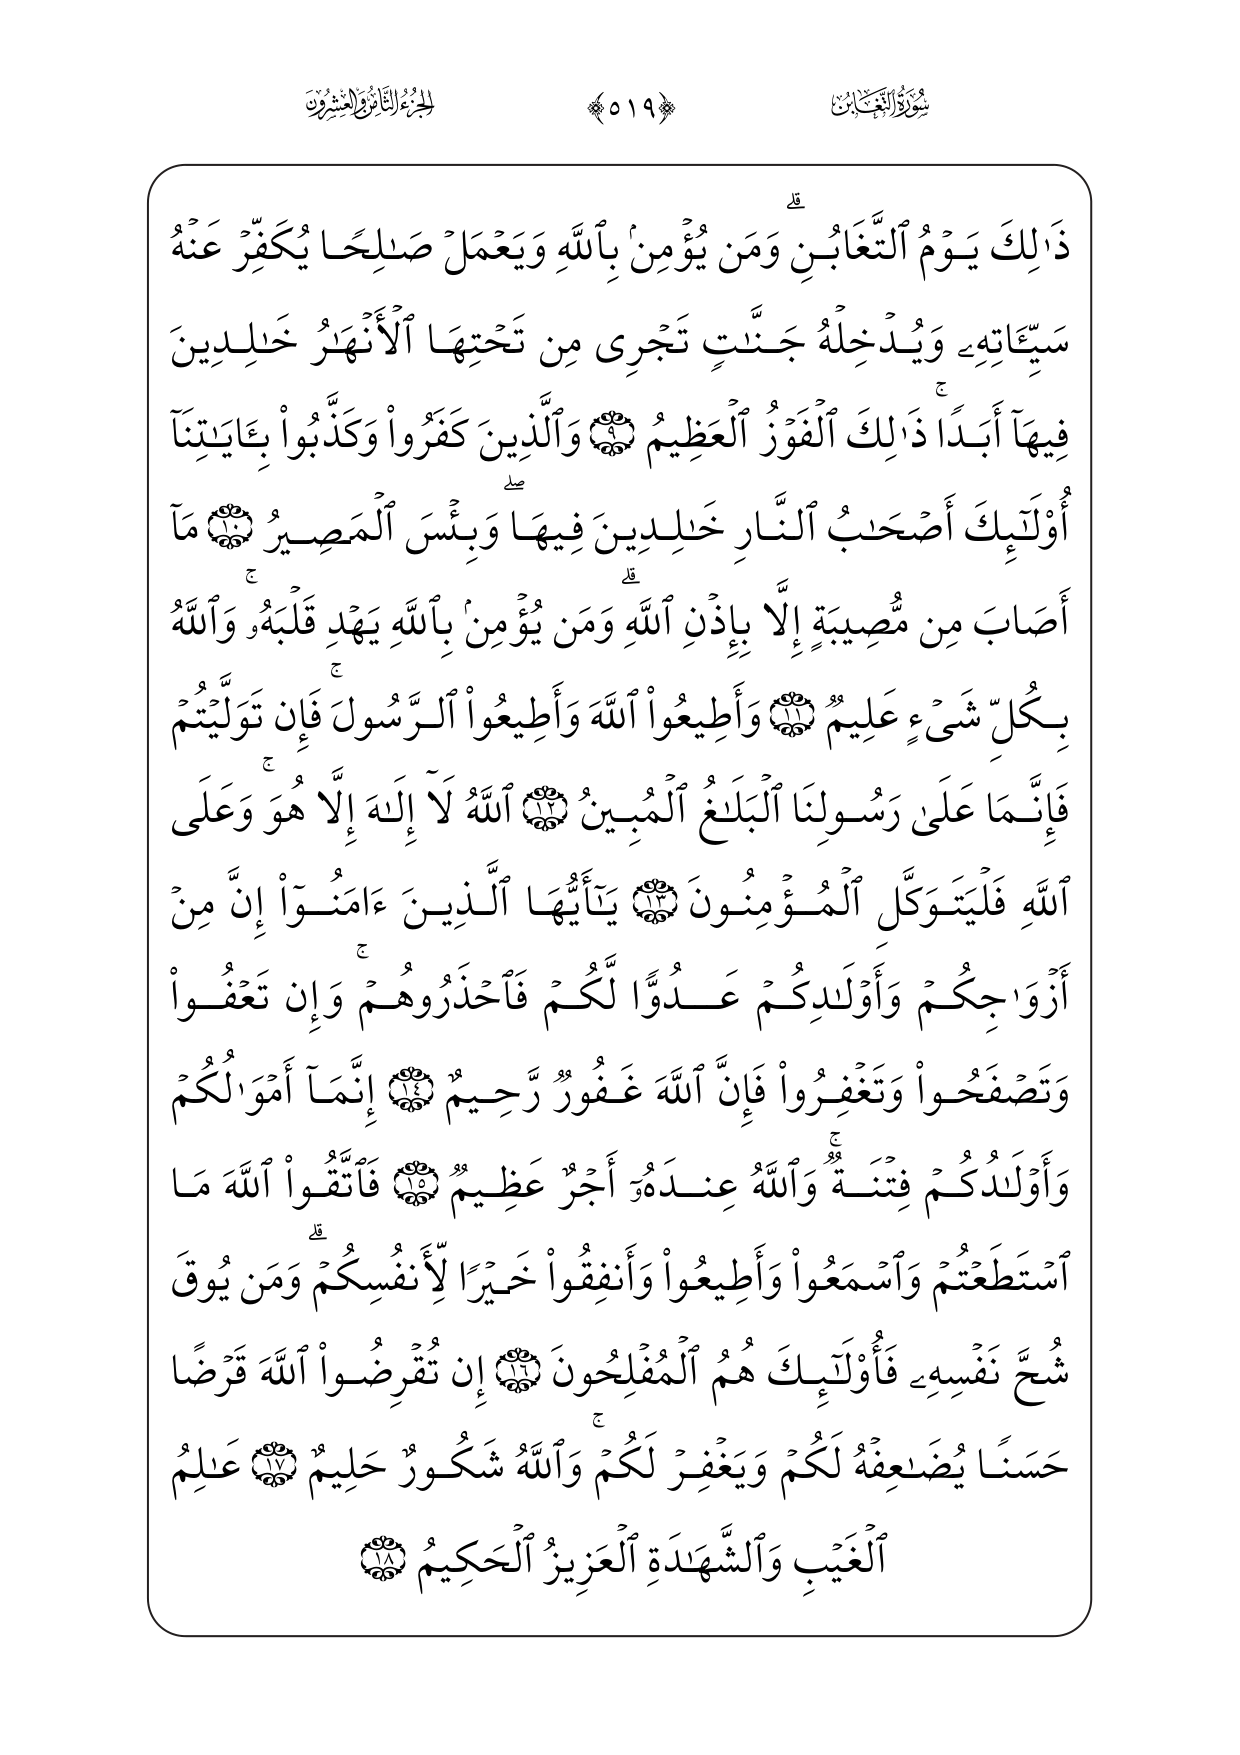 سُورَةُ التَّغَابُنِ ﴿٥١٩﴾ الجُزْءُ الثَّامِنُ وَالعِشْرُونَ
ذَٰلِكَ يَوۡمُ ٱلتَّغَابُنِۗ وَمَن يُؤۡمِنۢ بِٱللَّهِ وَيَعۡمَلۡ صَٰلِحٗا يُكَفِّرۡ عَنۡهُ
سَيِّـَٔاتِهِۦ وَيُدۡخِلۡهُ جَنَّٰتٖ تَجۡرِي مِن تَحۡتِهَا ٱلۡأَنۡهَٰرُ خَٰلِدِينَ
فِيهَآ أَبَدٗاۚ ذَٰلِكَ ٱلۡفَوۡزُ ٱلۡعَظِيمُ ٩ وَٱلَّذِينَ كَفَرُواْ وَكَذَّبُواْ بِـَٔايَٰتِنَآ
أُوْلَٰٓئِكَ أَصۡحَٰبُ ٱلنَّارِ خَٰلِدِينَ فِيهَاۖ وَبِئۡسَ ٱلۡمَصِيرُ ١٠ مَآ
أَصَابَ مِن مُّصِيبَةٍ إِلَّا بِإِذۡنِ ٱللَّهِۗ وَمَن يُؤۡمِنۢ بِٱللَّهِ يَهۡدِ قَلۡبَهُۥۚ وَٱللَّهُ
بِكُلِّ شَيۡءٍ عَلِيمٞ ١١ وَأَطِيعُواْ ٱللَّهَ وَأَطِيعُواْ ٱلرَّسُولَۚ فَإِن تَوَلَّيۡتُمۡ
فَإِنَّمَا عَلَىٰ رَسُولِنَا ٱلۡبَلَٰغُ ٱلۡمُبِينُ ١٢ ٱللَّهُ لَآ إِلَٰهَ إِلَّا هُوَۚ وَعَلَى
ٱللَّهِ فَلۡيَتَوَكَّلِ ٱلۡمُؤۡمِنُونَ ١٣ يَٰٓأَيُّهَا ٱلَّذِينَ ءَامَنُوٓاْ إِنَّ مِنۡ
أَزۡوَٰجِكُمۡ وَأَوۡلَٰدِكُمۡ عَدُوّٗا لَّكُمۡ فَٱحۡذَرُوهُمۡۚ وَإِن تَعۡفُواْ
وَتَصۡفَحُواْ وَتَغۡفِرُواْ فَإِنَّ ٱللَّهَ غَفُورٞ رَّحِيمٌ ١٤ إِنَّمَآ أَمۡوَٰلُكُمۡ
وَأَوۡلَٰدُكُمۡ فِتۡنَةٞۚ وَٱللَّهُ عِندَهُۥٓ أَجۡرٌ عَظِيمٞ ١٥ فَٱتَّقُواْ ٱللَّهَ مَا
ٱسۡتَطَعۡتُمۡ وَٱسۡمَعُواْ وَأَطِيعُواْ وَأَنفِقُواْ خَيۡرٗا لِّأَنفُسِكُمۡۗ وَمَن يُوقَ
شُحَّ نَفۡسِهِۦ فَأُوْلَٰٓئِكَ هُمُ ٱلۡمُفۡلِحُونَ ١٦ إِن تُقۡرِضُواْ ٱللَّهَ قَرۡضًا
حَسَنٗا يُضَٰعِفۡهُ لَكُمۡ وَيَغۡفِرۡ لَكُمۡۚ وَٱللَّهُ شَكُورٌ حَلِيمٌ ١٧ عَٰلِمُ
ٱلۡغَيۡبِ وَٱلشَّهَٰدَةِ ٱلۡعَزِيزُ ٱلۡحَكِيمُ ١٨